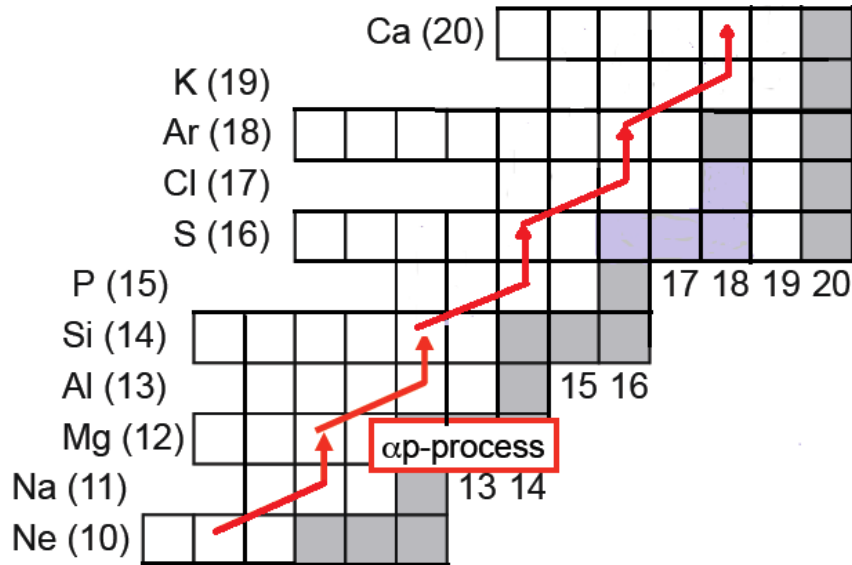 Ca (20)
K (19)
Ar (18)
Cl (17)
S (16)
P (15) 17 18 19 20
Si (14)
Al (13) 15 16
Mg (12) αp-process
Na (11) 13 14
Ne (10)